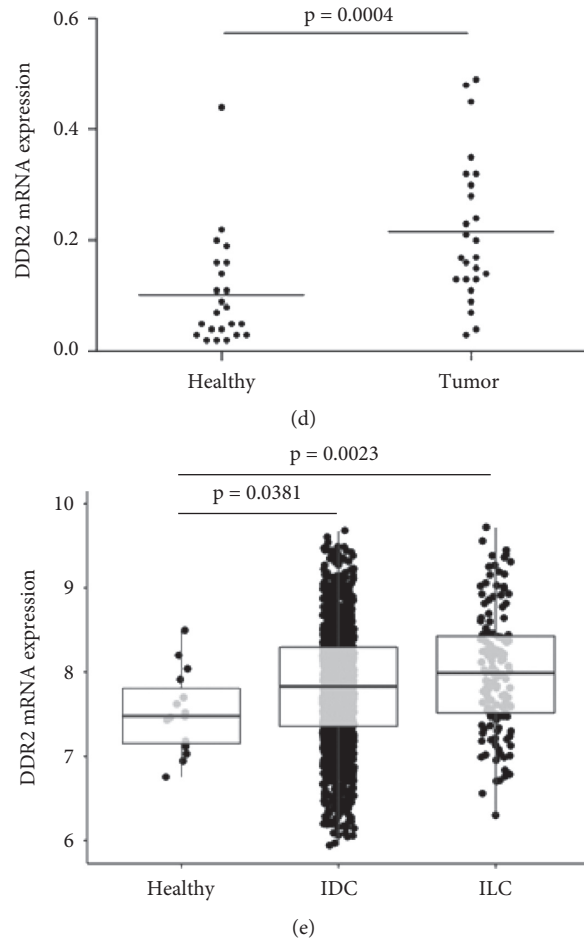 p = 0.0004
0.6
0.4
0.2
0.0
DDR2 mRNA expression
Healthy
Tumor
(d)
p = 0.0023
p = 0.0381
10
9
8
7
6
DDR2 mRNA expression
Healthy
IDC
ILC
(e)